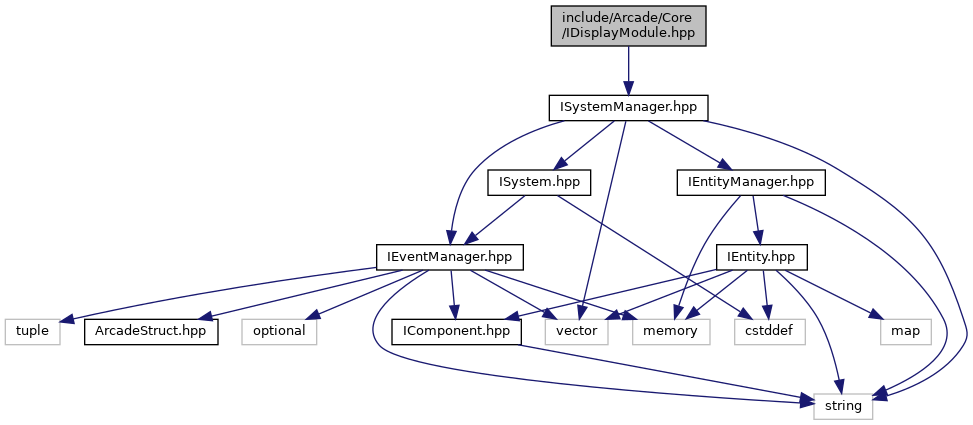 include/Arcade/Core
/IDisplayModule.hpp
ISystemManager.hpp
ISystem.hpp
IEntityManager.hpp
IEventManager.hpp
IEntity.hpp
tuple
ArcadeStruct.hpp
optional
IComponent.hpp
vector
memory
cstddef
map
string